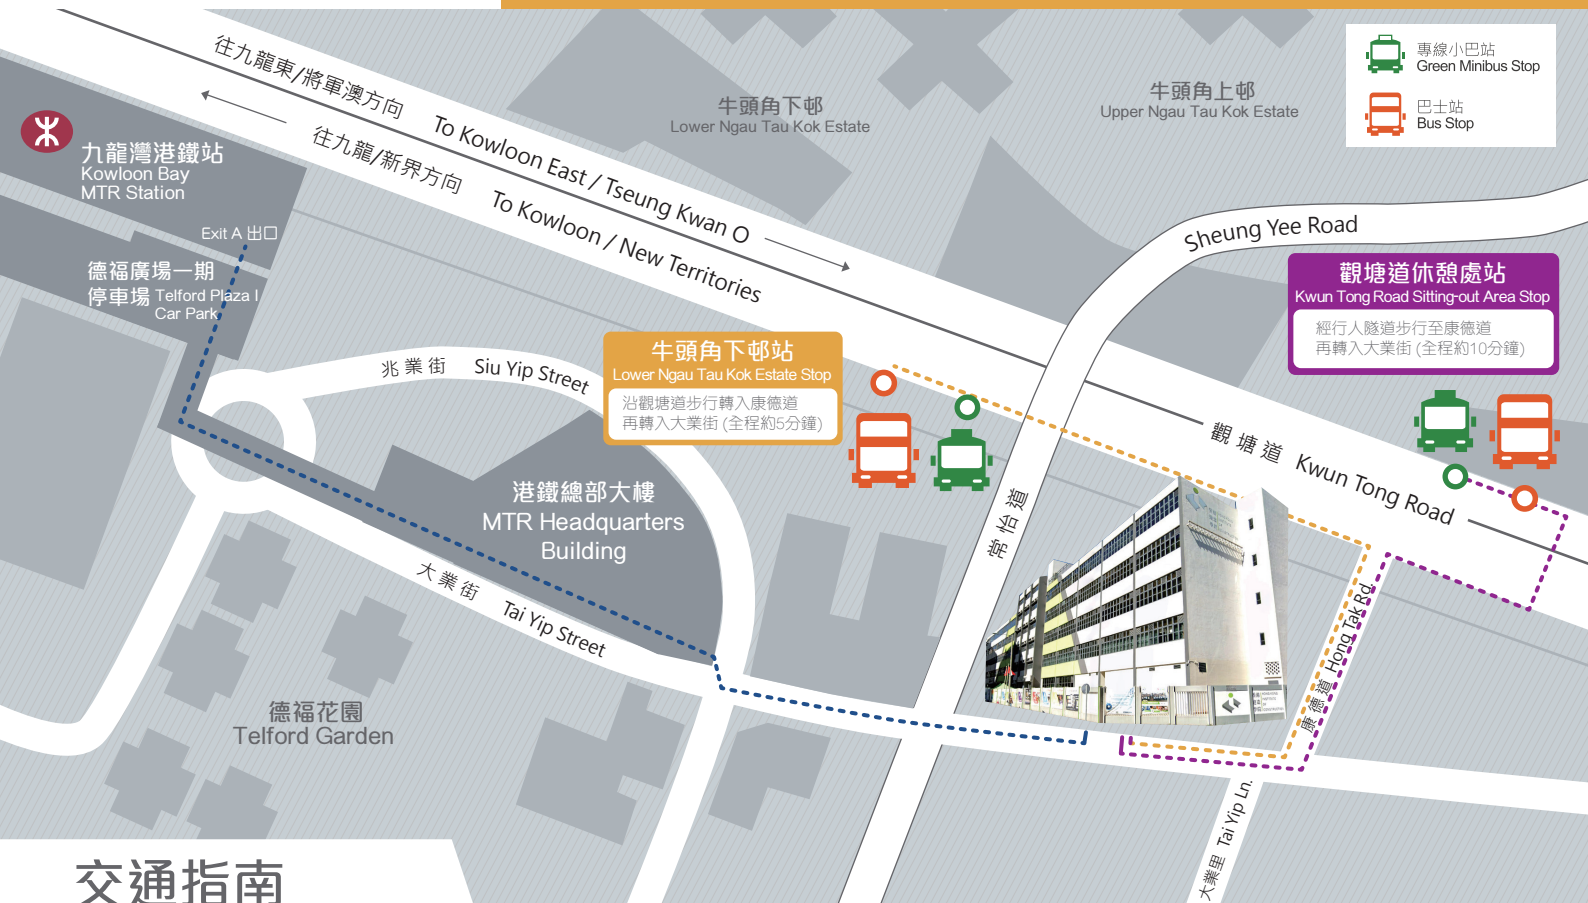 專線小巴站
Green Minibus Stop
巴士站
Bus Stop
往九龍東/將軍澳方向 To Kowloon East / Tseung Kwan O
往九龍/新界方向 To Kowloon / New Territories
牛頭角下邨
Lower Ngau Tau Kok Estate
牛頭角上邨
Upper Ngau Tau Kok Estate
九龍灣港鐵站
Kowloon Bay
MTR Station
Exit A 出口
德福廣場一期
停車場 Telford Plaza I
Car Park
Sheung Yee Road
觀塘道休憩處站
Kwun Tong Road Sitting-out Area Stop
經行人隧道步行至康德道
再轉入大業街 (全程約10分鐘)
兆業街 Siu Yip Street
牛頭角下邨站
Lower Ngau Tau Kok Estate Stop
沿觀塘道步行轉入康德道
再轉入大業街 (全程約5分鐘)
觀塘道 Kwun Tong Road
港鐵總部大樓
MTR Headquarters
Building
常怡道
大業街 Tai Yip Street
康德道 Hong Tak Rd.
德福花園
Telford Garden
大業里 Tai Yip Ln.
交通指南